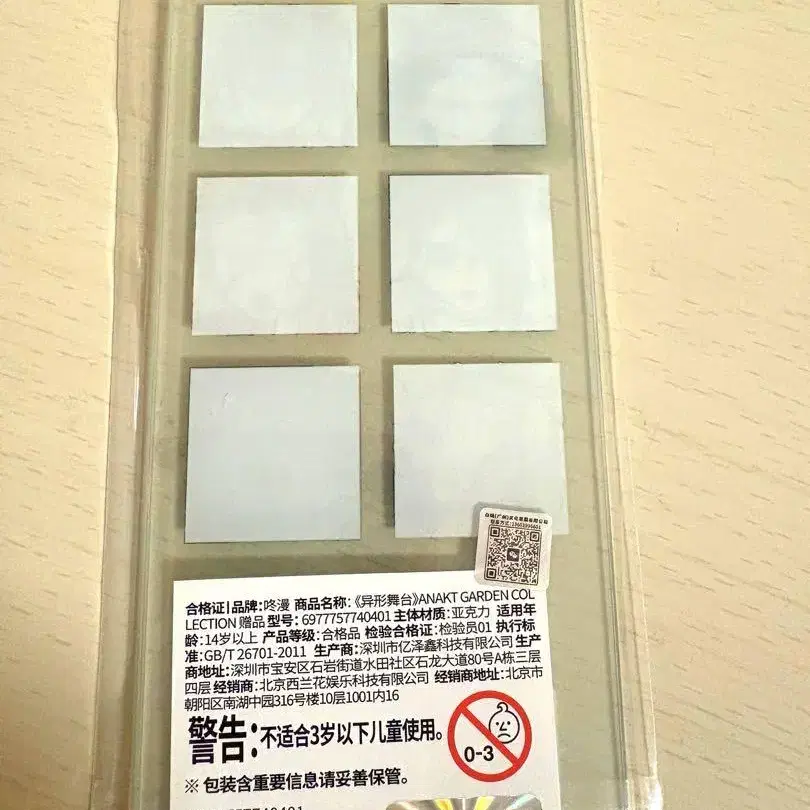 合格证|品牌:咚漫 商品名称:《异形舞台》ANAKT GARDEN COL
LECTION 赠品 型号: 6977757740401 主体材质:亚克力 适用年
龄:14岁以上 产品等级:合格品 检验合格证:检验员01 执行标
准:GB/T 26701-2011 生产商:深圳市亿泽鑫科技有限公司 生产
商地址:深圳市宝安区石岩街道水田社区石龙大道80号A栋三层
四层 经销商:北京西兰花娱乐科技有限公司 经销商地址:北京市
朝阳区南湖中园316号楼10层1001内16
警告:不适合3岁以下儿童使用。
0-3
※ 包装含重要信息请妥善保管。